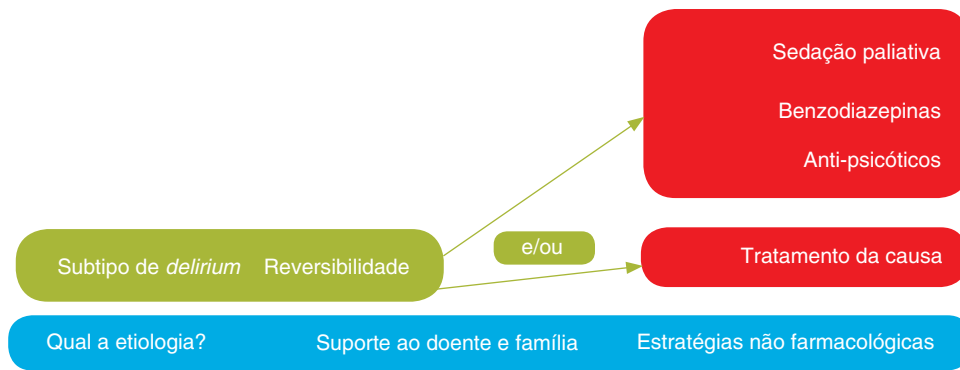 Sedação paliativa
Benzodiazepinas
Anti-psicóticos
e/ou
Subtipo de delirium Reversibilidade
Tratamento da causa
Qual a etiologia? Suporte ao doente e família Estratégias não farmacológicas